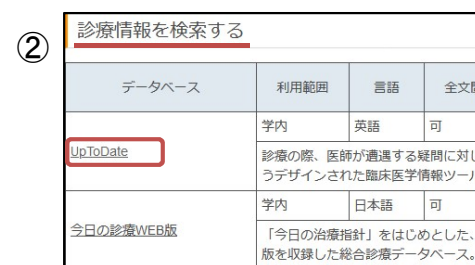 ②
診療情報を検索する
データベース 利用範囲 言語 全文
UpToDate
学内 英語 可
診療の際、医師が遭遇する疑問に対し
うデザインされた臨床医学情報ツール
今日の診療WEB版
学内 日本語 可
「今日の治療指針」をはじめとした、
版を収録した総合診療データベース。